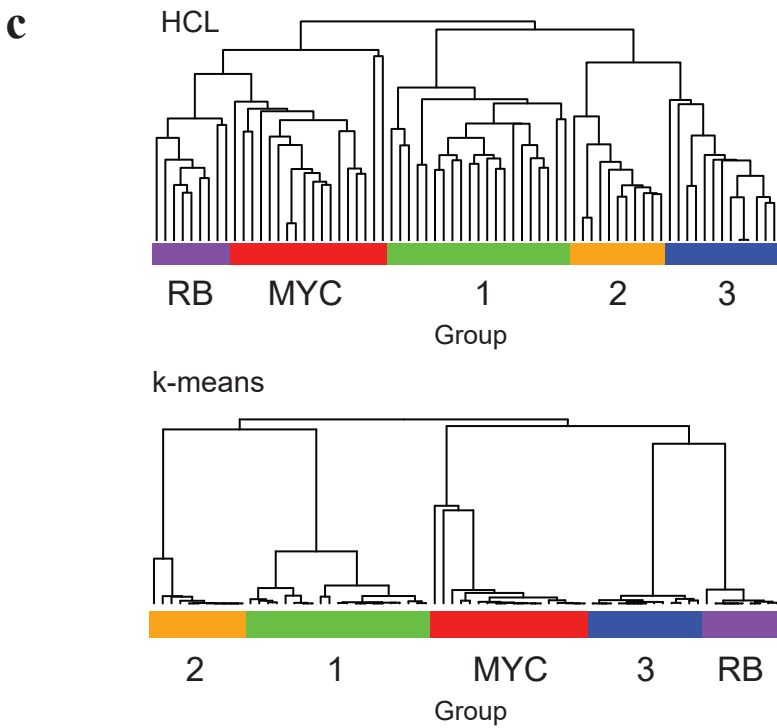 c
HCL
RB MYC 1 2 3
Group
k-means
2 1 MYC 3 RB
Group